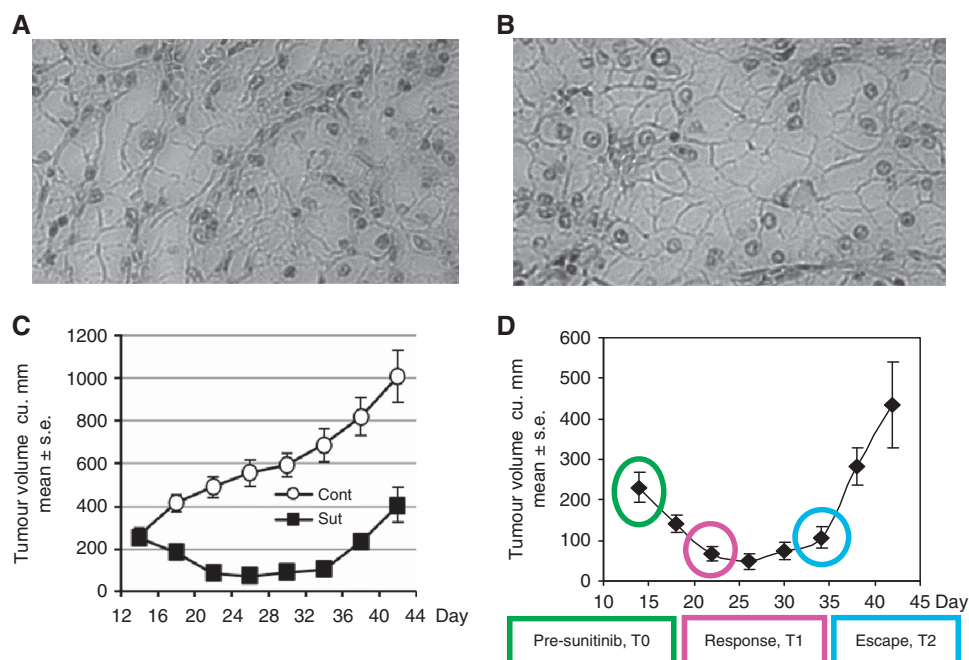 A
B
C
Tumour volume cu. mm
mean ± s.e.
1200
1000
800
600
400
200
0
12 16 20 24 28 32 36 40 44 Day
Cont
Sut
D
Tumour volume cu. mm
mean ± s.e.
600
500
400
300
200
100
0
10 15 20 25 30 35 40 45 Day
Pre-sunitinib, T0
Response, T1
Escape, T2